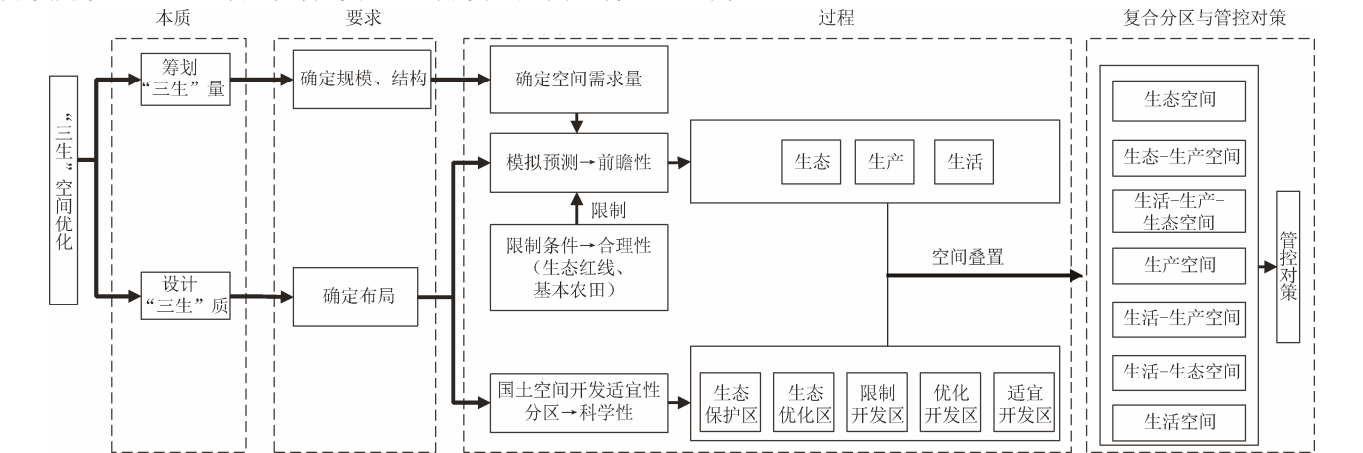 本质
要求
过程
复合分区与管控对策
“三生”空间优化
筹划
“三生”量
确定规模、结构
确定空间需求量
模拟预测→前瞻性
限制
限制条件→合理性
（生态红线、
基本农田）
设计
“三生”质
确定布局
国土空间开发适宜性
分区→科学性
生态
生产
生活
空间叠置
生态
保护区
生态
优化区
限制
开发区
优化
开发区
适宜
开发区
生态空间
生态-生产空间
生活-生产-
生态空间
生产空间
生活-生产空间
生活-生态空间
生活空间
管控对策